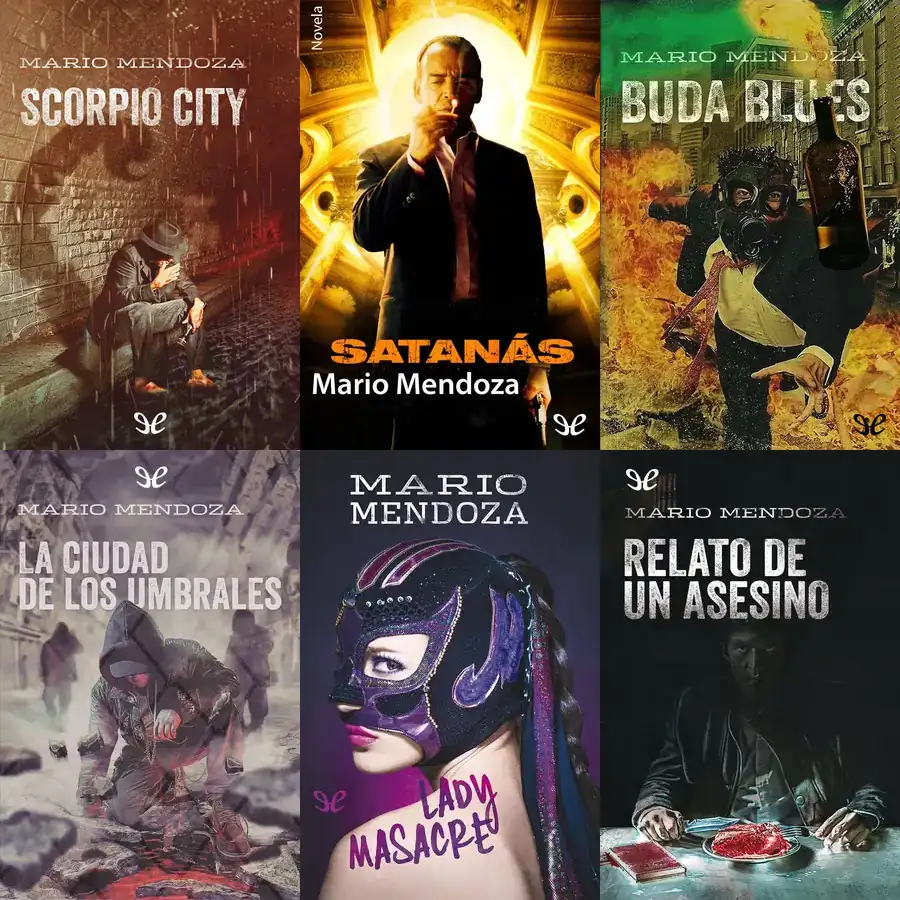 MARIO MENDOZA
SCORPIO CITY
Novela
SATANÁS
Mario Mendoza
MARIO MENDOZA
BUDA BLUES
MARIO MENDOZA
LA CIUDAD
DE LOS UMBRALES
MARIO
MENDOZA
LADY
MASACRE
MARIO MENDOZA
RELATO DE
UN ASESINO